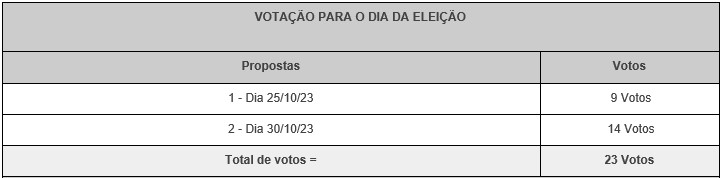 VOTAÇÃO PARA O DIA DA ELEIÇÃO
Propostas Votos
1 - Dia 25/10/23 9 Votos
2 - Dia 30/10/23 14 Votos
Total de votos = 23 Votos